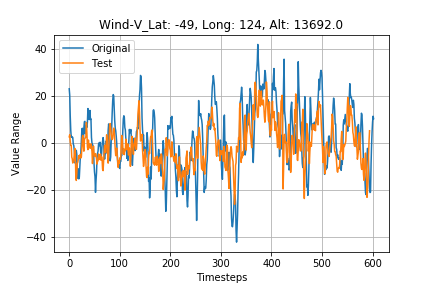 Wind-V_Lat: -49, Long: 124, Alt: 13692.0
Original
Test
40
20
0
−20
−40
Value Range
0 100 200 300 400 500 600
Timesteps